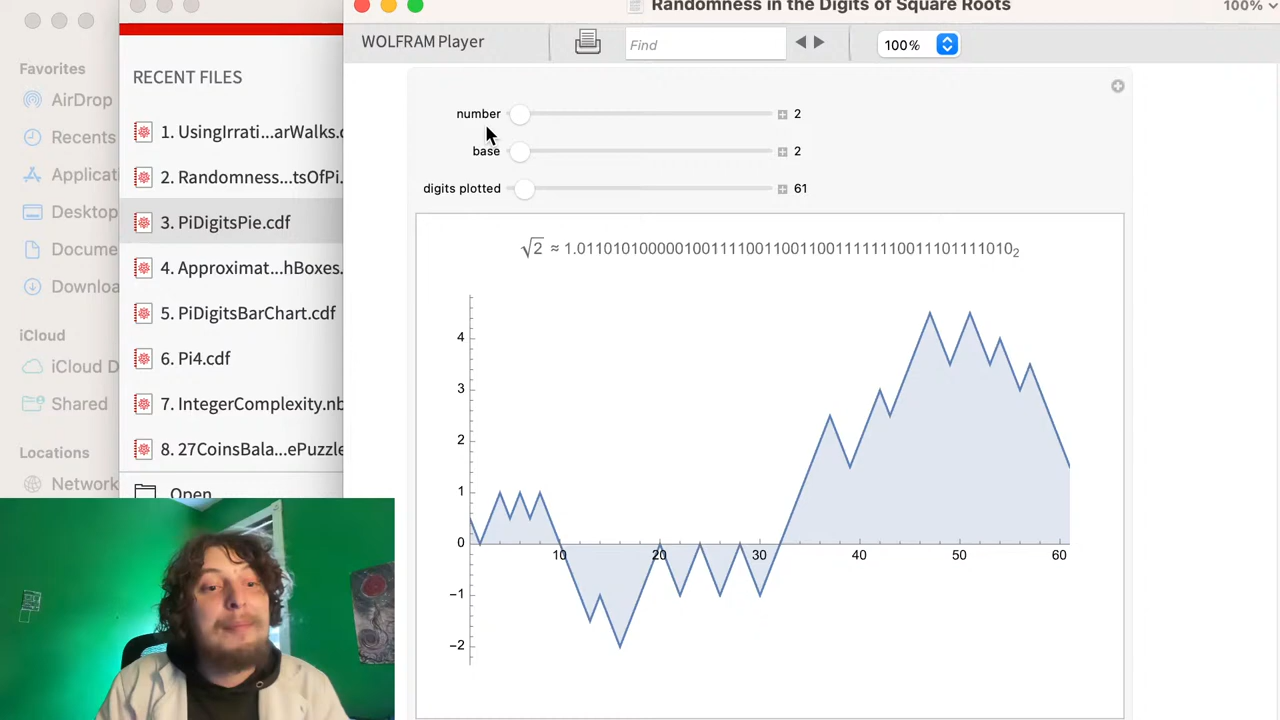 Randomness in the Digits of Square Roots
100%
WOLFRAM Player
Find
100%
Favorites
AirDrop
Recents
Applicat
Desktop
Docume
Downloa
iCloud
iCloud D
Shared
Locations
Network
RECENT FILES
1. UsingIrrati...arWalks.c
2. Randomness...tsOfPi.
3. PiDigitsPie.cdf
4. Approximat...hBoxes.
5. PiDigitsBarChart.cdf
6. Pi4.cdf
7. IntegerComplexity.nb
8. 27CoinsBala...ePuzzle
Open
number 2
base 2
digits plotted 61
√2 ≈ 1.01101010000010011110011001100111111100111011110‌10₂
4
3
2
1
0
−1
−2
10 20 30 40 50 60